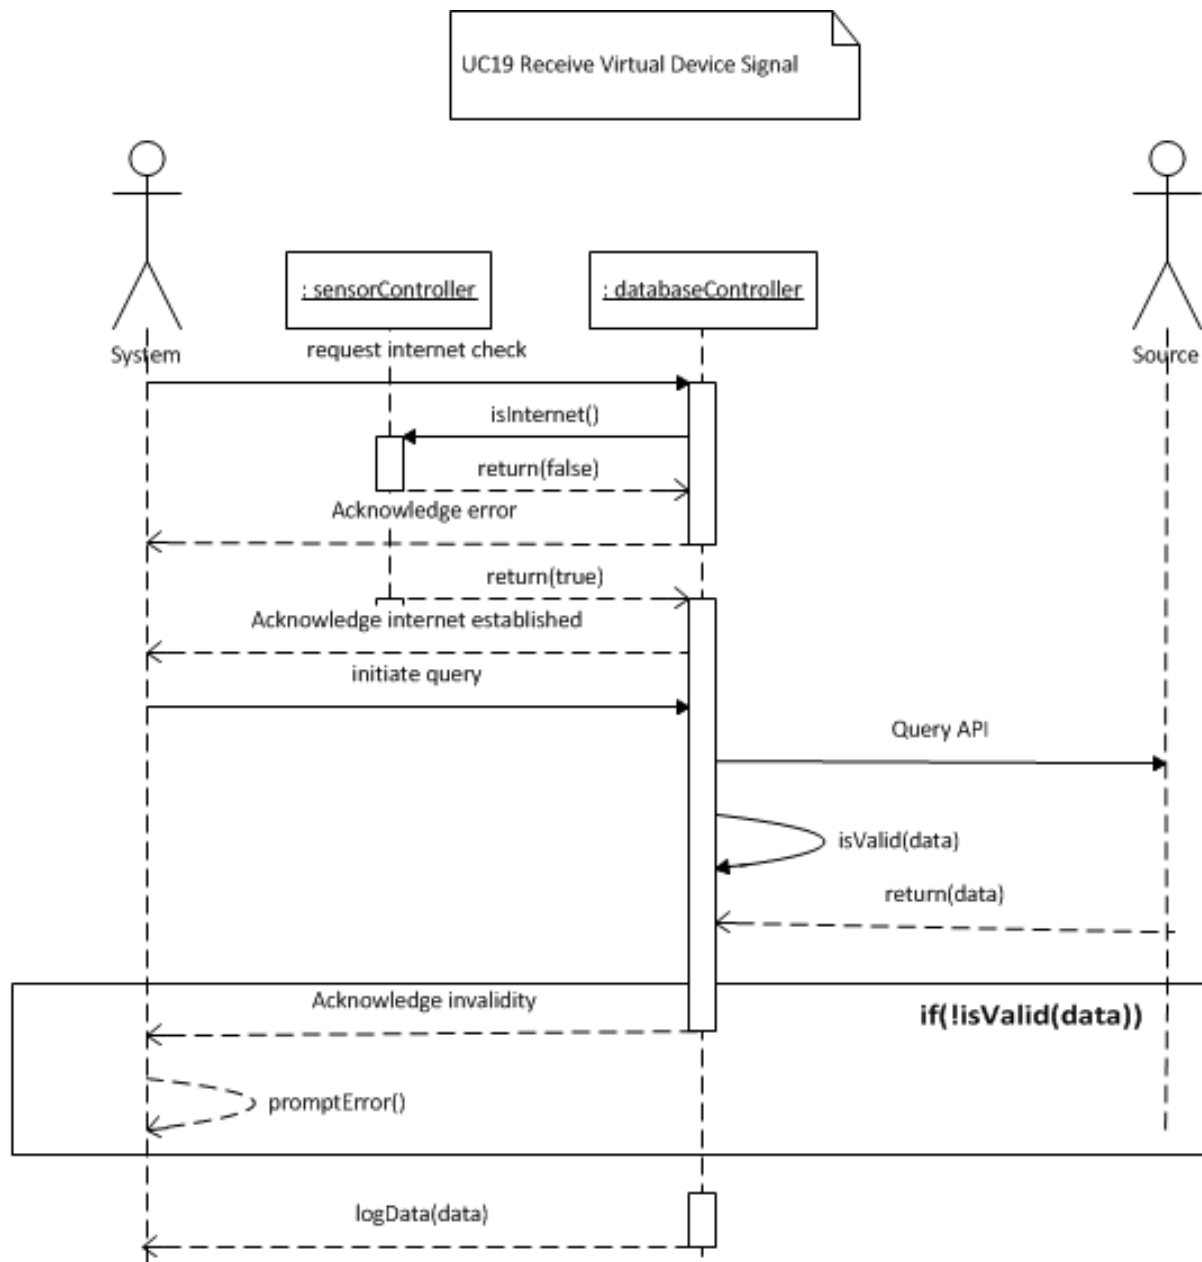 UC19 Receive Virtual Device Signal
: sensorController
: databaseController
System
request internet check
Source
isInternet()
return(false)
Acknowledge error
return(true)
Acknowledge internet established
initiate query
Query API
isValid(data)
return(data)
Acknowledge invalidity
if(!isValid(data))
promptError()
logData(data)